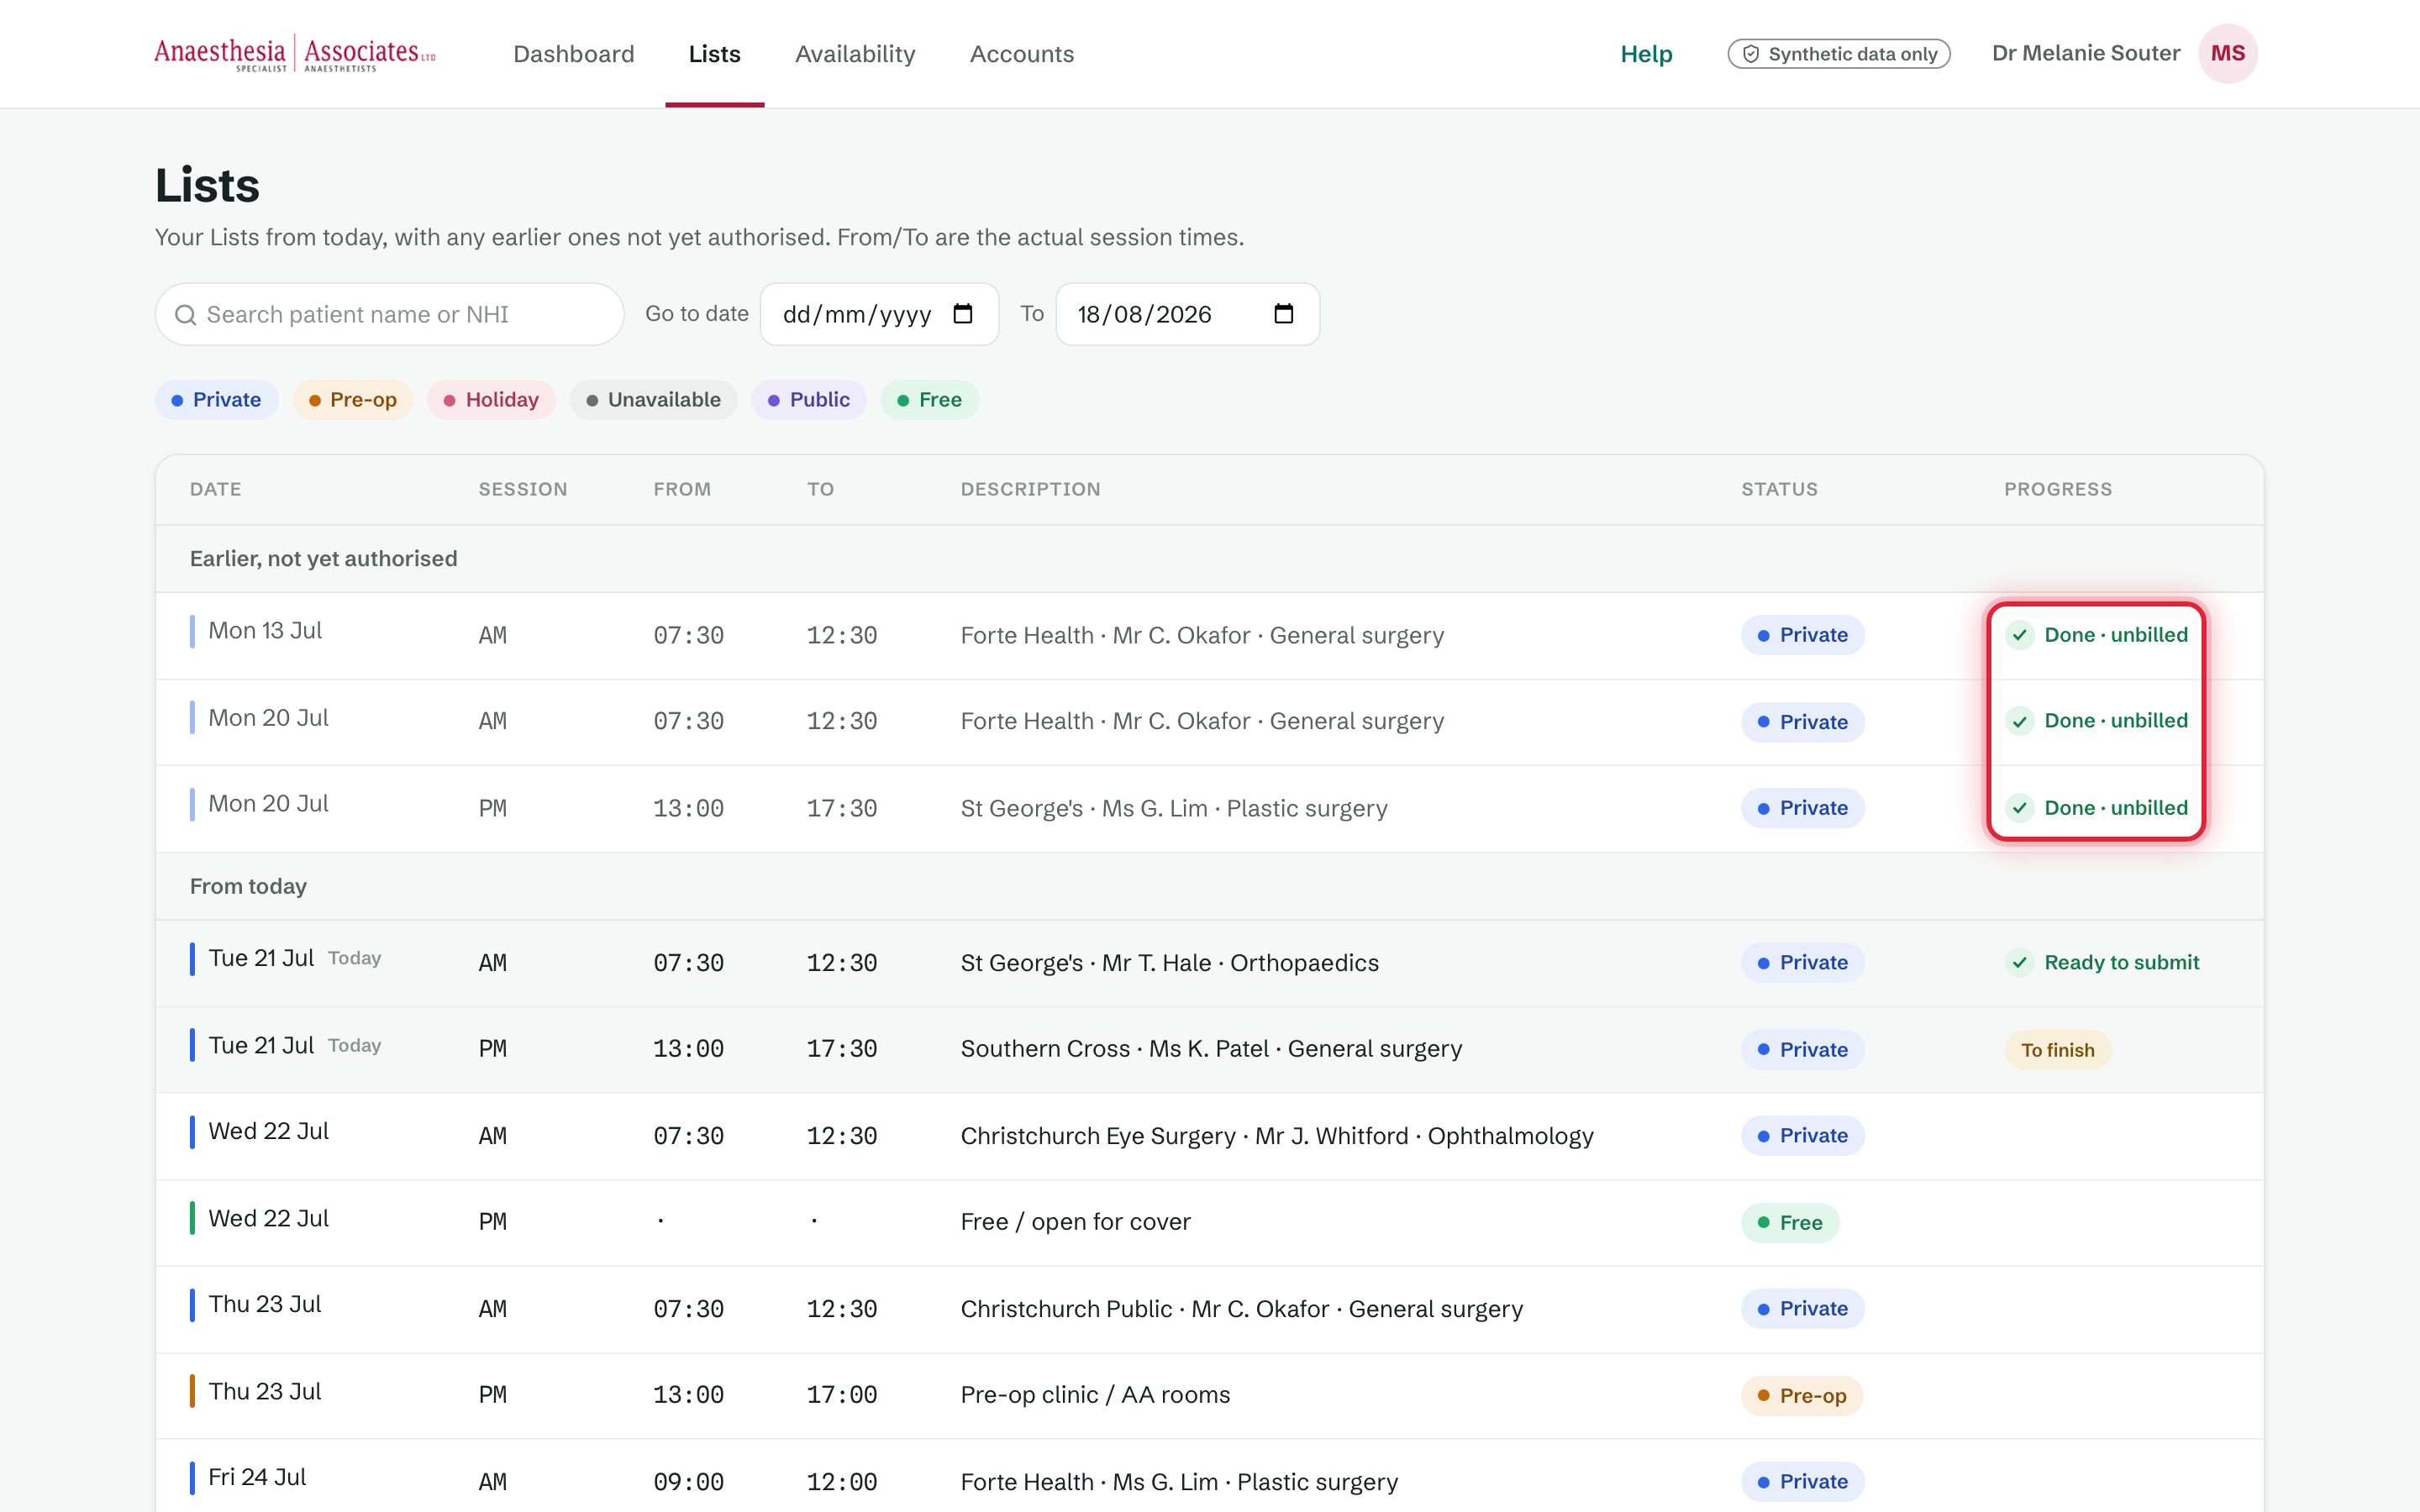 Anaesthesia | Associates LTD
SPECIALIST ANAESTHETISTS
Dashboard Lists Availability Accounts Help Synthetic data only Dr Melanie Souter MS
Lists
Your Lists from today, with any earlier ones not yet authorised. From/To are the actual session times.
Search patient name or NHI Go to date dd/mm/yyyy To 18/08/2026
Private Pre-op Holiday Unavailable Public Free
DATE SESSION FROM TO DESCRIPTION STATUS PROGRESS
Earlier, not yet authorised
Mon 13 Jul AM 07:30 12:30 Forte Health · Mr C. Okafor · General surgery Private Done · unbilled
Mon 20 Jul AM 07:30 12:30 Forte Health · Mr C. Okafor · General surgery Private Done · unbilled
Mon 20 Jul PM 13:00 17:30 St George's · Ms G. Lim · Plastic surgery Private Done · unbilled
From today
Tue 21 Jul Today AM 07:30 12:30 St George's · Mr T. Hale · Orthopaedics Private Ready to submit
Tue 21 Jul Today PM 13:00 17:30 Southern Cross · Ms K. Patel · General surgery Private To finish
Wed 22 Jul AM 07:30 12:30 Christchurch Eye Surgery · Mr J. Whitford · Ophthalmology Private
Wed 22 Jul PM · · Free / open for cover Free
Thu 23 Jul AM 07:30 12:30 Christchurch Public · Mr C. Okafor · General surgery Private
Thu 23 Jul PM 13:00 17:00 Pre-op clinic / AA rooms Pre-op
Fri 24 Jul AM 09:00 12:00 Forte Health · Ms G. Lim · Plastic surgery Private